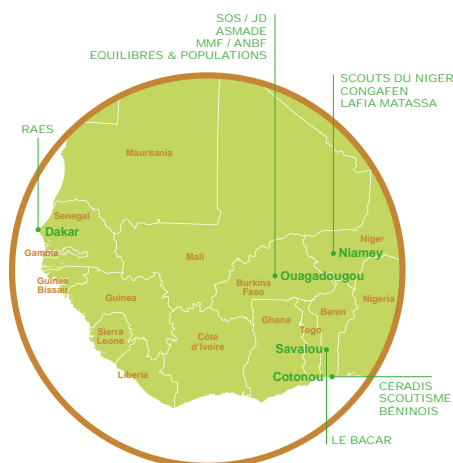 SOS / JD
ASMADE
MMF / ANBF
EQUILIBRES & POPULATIONS
SCOUTS DU NIGER
CONGAFEN
LAFIA MATASSA
RAES
Mauritania
Senegal
Dakar
Gambia
Guinea
Bissau
Guinea
Sierra
Leone
Liberia
Mali
Côte
d'Ivoire
Burkina
Faso
Ouagadougou
Ghana
Togo
Benin
Niger
Niamey
Nigeria
Savalou
Cotonou
CERADIS
SCOUTISME
BÉNINOIS
LE BACAR